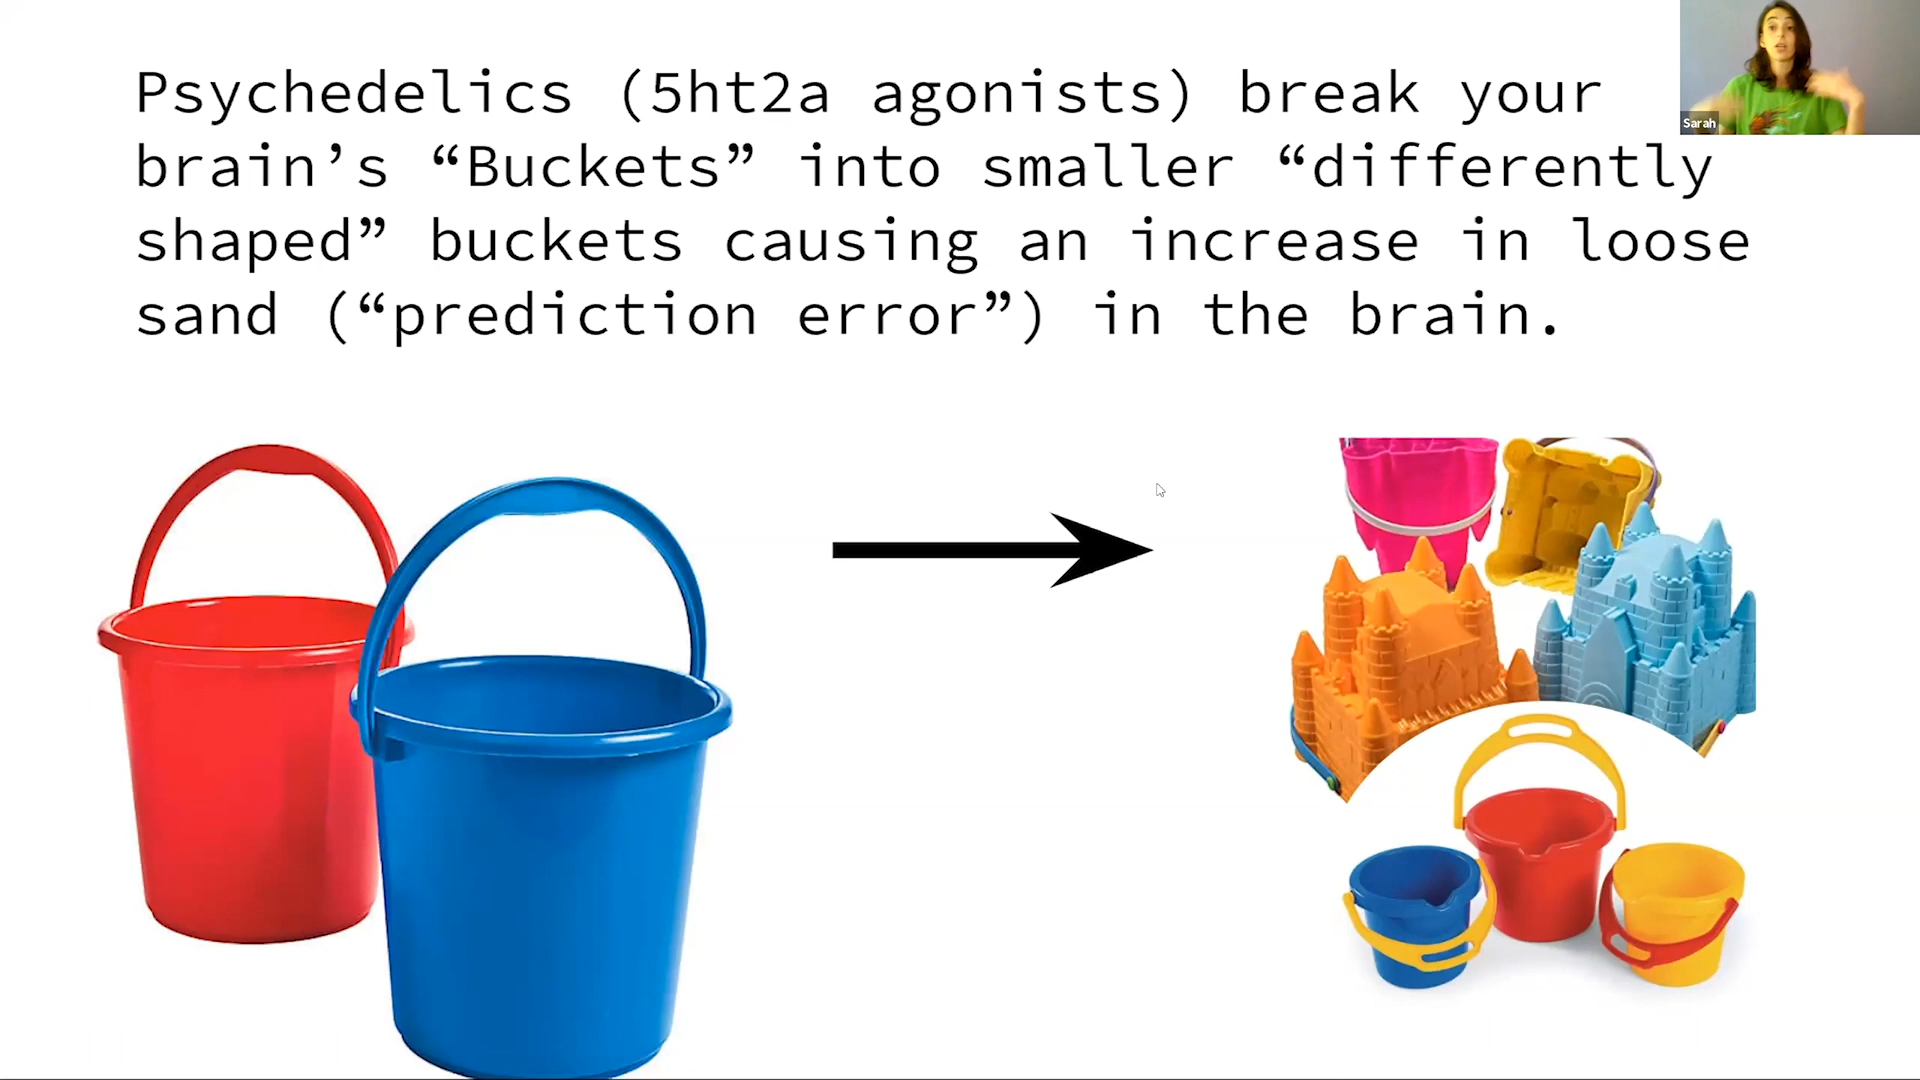 Psychedelics (5ht2a agonists) break your
brain’s “Buckets” into smaller “differently
shaped” buckets causing an increase in loose
sand (“prediction error”) in the brain.
Sarah